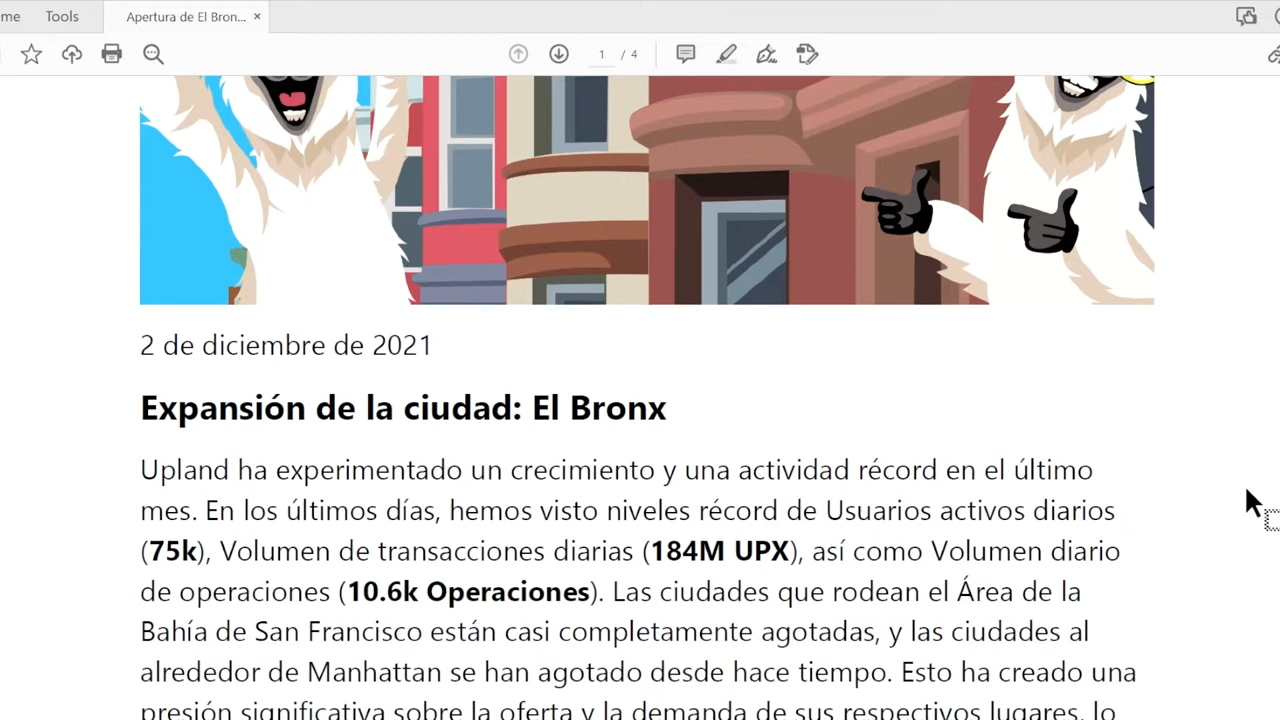 me Tools Apertura de El Bron... ×
1 / 4
2 de diciembre de 2021
Expansión de la ciudad: El Bronx
Upland ha experimentado un crecimiento y una actividad récord en el último
mes. En los últimos días, hemos visto niveles récord de Usuarios activos diarios
(75k), Volumen de transacciones diarias (184M UPX), así como Volumen diario
de operaciones (10.6k Operaciones). Las ciudades que rodean el Área de la
Bahía de San Francisco están casi completamente agotadas, y las ciudades al
alrededor de Manhattan se han agotado desde hace tiempo. Esto ha creado una
presión significativa sobre la oferta y la demanda de sus respectivos lugares, lo